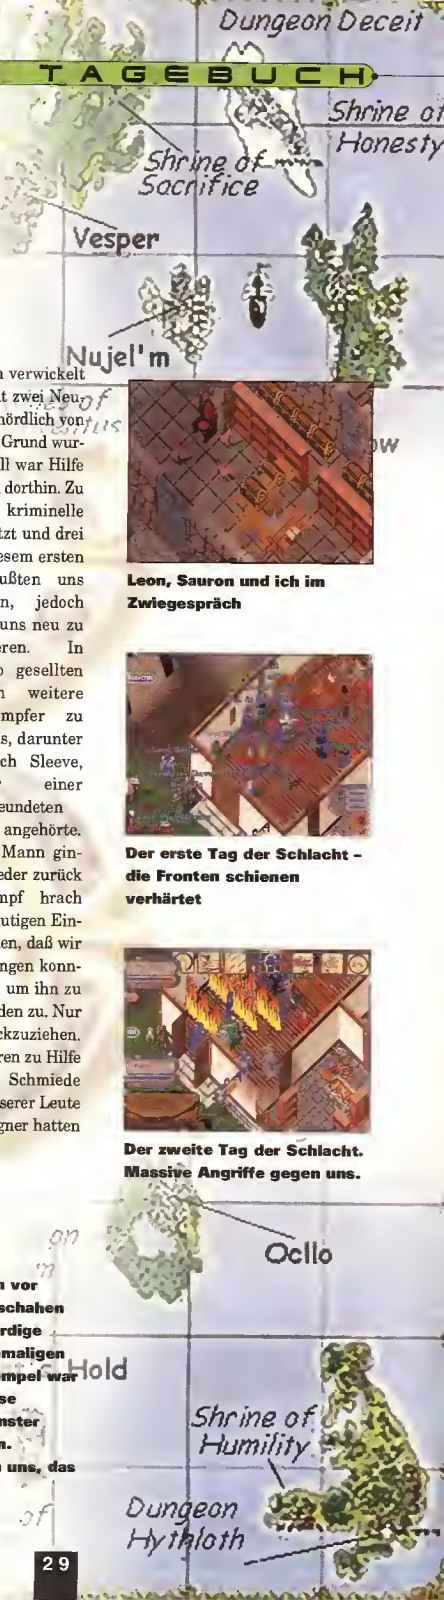 Dungeon Deceit
TAGEBUCH
Shrine of
Honesty
Shrine of
Sacrifice
Vesper
Nujel'm
n verwickelt
t zwei Neu-
nördlich von
Grund wur-
ll war Hilfe
dorthin. Zu
kriminelle
tzt und drei
esem ersten
ußten uns
n, jedoch
uns neu zu
eren. In
o gesellten
n weitere
mpfer zu
s, darunter
ch Sleeve,
einer
eundeten
angehörte.
Mann gin-
eder zurück
mpf hrach
utigen Ein-
en, daß wir
ngen konn-
um ihn zu
den zu. Nur
ckzuziehen.
ren zu Hilfe
Schmiede
serer Leute
gner hatten
Leon, Sauron und ich im
Zwiegespräch
Der erste Tag der Schlacht –
die Fronten schienen
verhärtet
Der zweite Tag der Schlacht.
Massive Angriffe gegen uns.
Ocllo
n vor
schahen
rdige
maligen
mpel war
se
nster
n.
n uns, das
Hold
Shrine of
Humility
Dungeon
Hythloth
of
29